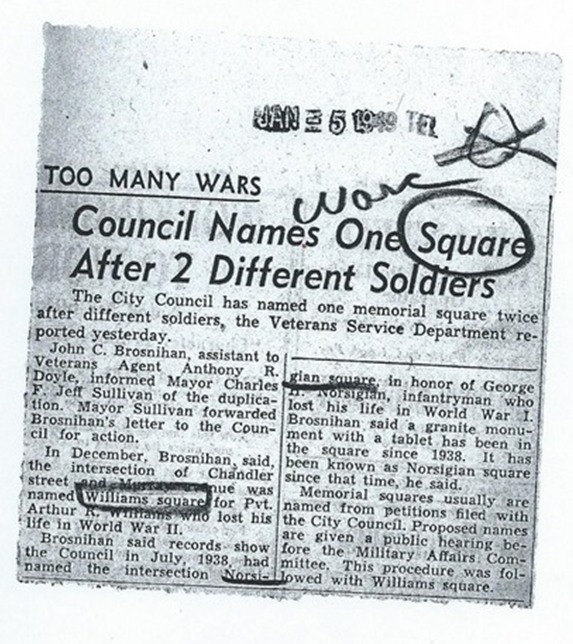 JAN 5 1949 TEL
TOO MANY WARS
Worc
Council Names One Square
After 2 Different Soldiers
The City Council has named one memorial square twice
after different soldiers, the Veterans Service Department re-
ported yesterday.
John C. Brosnihan, assistant to
Veterans Agent Anthony R.
Doyle, informed Mayor Charles
F. Jeff Sullivan of the duplica-
tion. Mayor Sullivan forwarded
Brosnihan's letter to the Coun-
cil for action.
In December, Brosnihan said,
the intersection of Chandler
street and Murray avenue was
named Williams square for Pvt.
Arthur R. Williams who lost his
life in World War II.
Brosnihan said records show
the Council in July, 1938, had
named the intersection Norsi-
gian square, in honor of George
H. Norsigian, infantryman who
lost his life in World War I.
Brosnihan said a granite monu-
ment with a tablet has been in
the square since 1938. It has
been known as Norsigian square
since that time, he said.
Memorial squares usually are
named from petitions filed with
the City Council. Proposed names
are given a public hearing be-
fore the Military Affairs Com-
mittee. This procedure was fol-
lowed with Williams square.